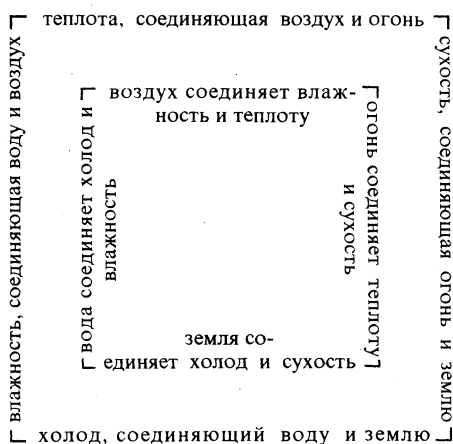 теплота, соединяющая воздух и огонь
влажность, соединяющая воду и воздух
сухость, соединяющая огонь и землю
воздух соединяет влаж-
ность и теплоту
вода соединяет холод и
влажность
огонь соединяет теплоту
и сухость
земля со-
единяет холод и сухость
холод, соединяющий воду и землю